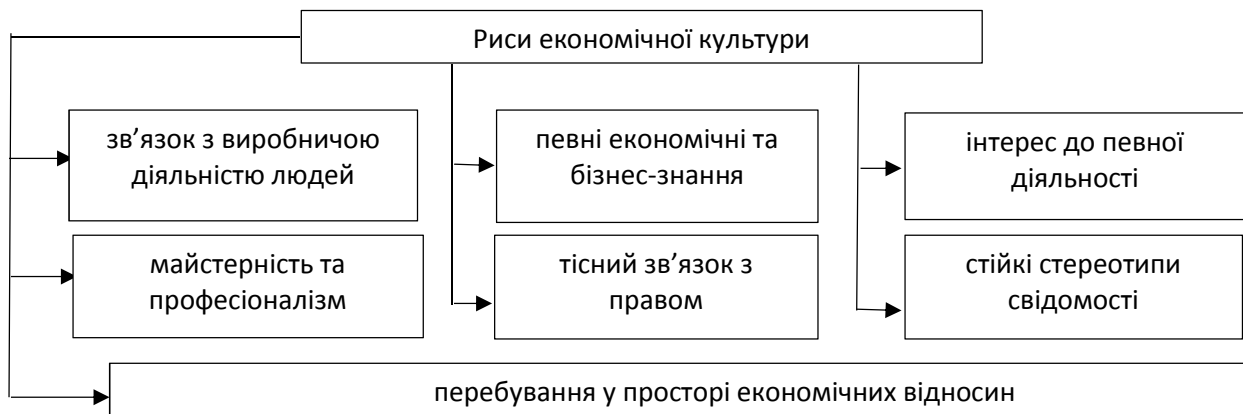 Риси економічної культури
зв’язок з виробничою
діяльністю людей
певні економічні та
бізнес-знання
інтерес до певної
діяльності
майстерність та
професіоналізм
тісний зв’язок з
правом
стійкі стереотипи
свідомості
перебування у просторі економічних відносин